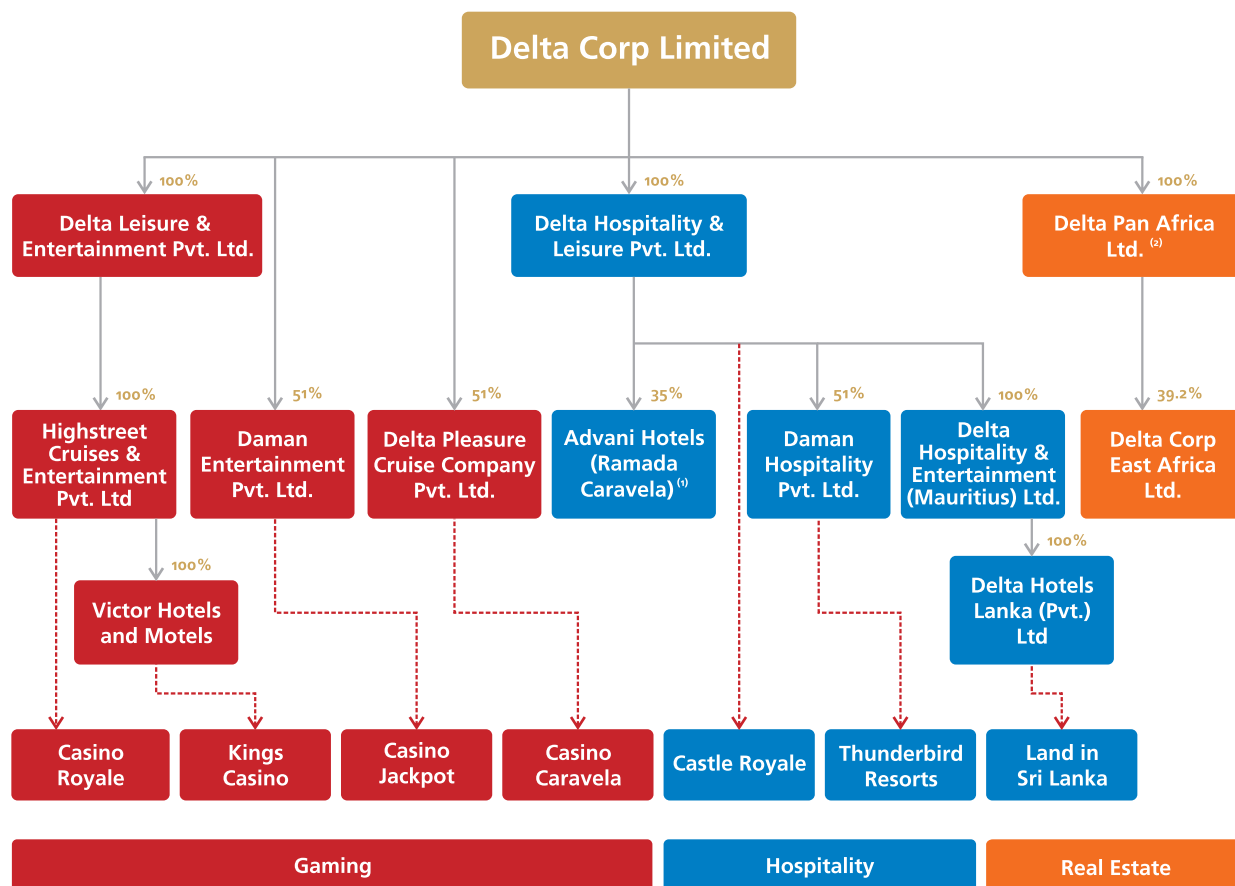 Delta Corp Limited
100%
100%
100%
Delta Leisure &
Entertainment Pvt. Ltd.
Delta Hospitality &
Leisure Pvt. Ltd.
Delta Pan Africa
Ltd. (2)
100%
51%
51%
35%
51%
100%
39.2%
Highstreet
Cruises &
Entertainment
Pvt. Ltd
Daman
Entertainment
Pvt. Ltd.
Delta Pleasure
Cruise Company
Pvt. Ltd.
Advani Hotels
(Ramada
Caravela) (1)
Daman
Hospitality
Pvt. Ltd.
Delta
Hospitality &
Entertainment
(Mauritius) Ltd.
Delta Corp
East Africa
Ltd.
100%
100%
Victor Hotels
and Motels
Delta Hotels
Lanka (Pvt.)
Ltd
Casino
Royale
Kings
Casino
Casino
Jackpot
Casino
Caravela
Castle Royale
Thunderbird
Resorts
Land in
Sri Lanka
Gaming
Hospitality
Real Estate